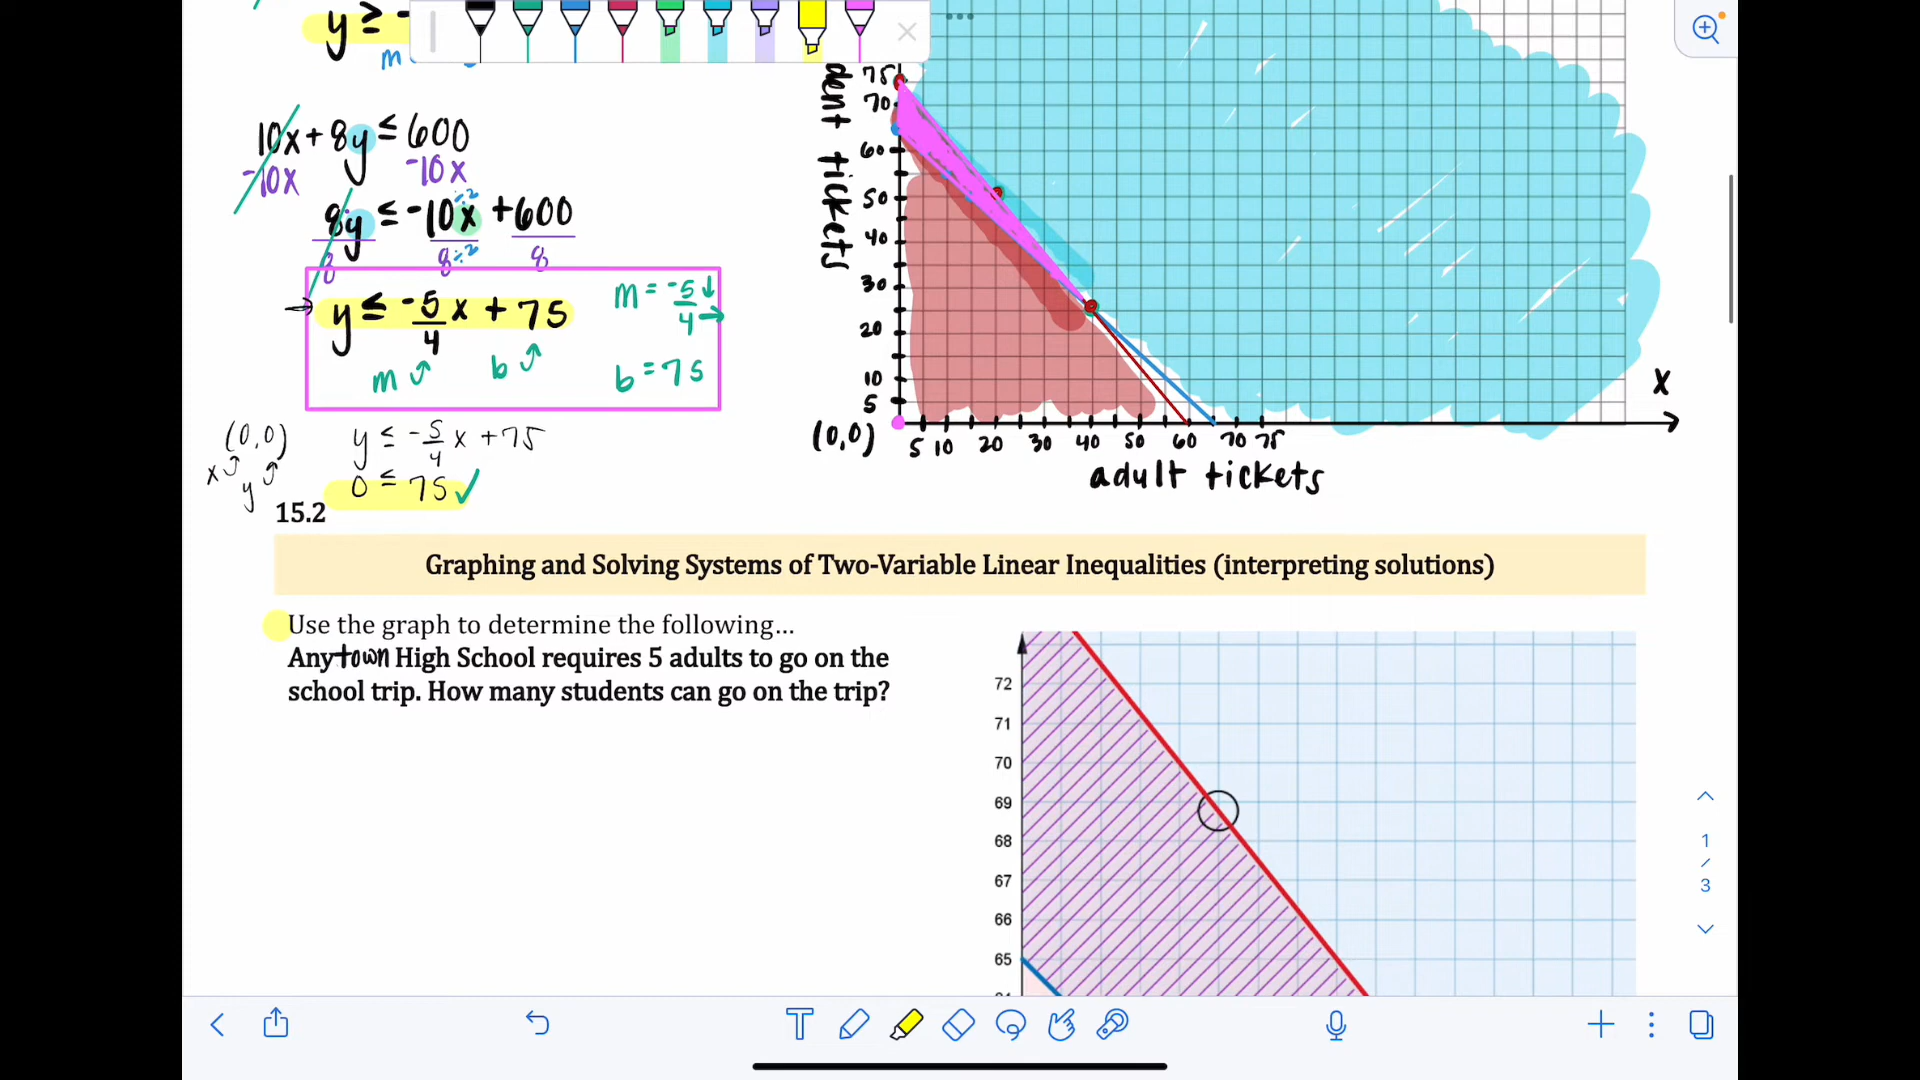 y ≥ -
m
10x + 8y ≤ 600
-10x -10x
÷2
8y ≤ -10x + 600
8 8 ÷2 8
y ≤ -5/4 x + 75
m b
m = -5/4
b = 75
(0,0) y ≤ -5/4 x + 75
x y
0 ≤ 75 ✓
dent tickets
75
70
60
50
40
30
20
10
5
(0,0) 5 10 20 30 40 50 60 70 75
x
adult tickets
15.2
Graphing and Solving Systems of Two-Variable Linear Inequalities (interpreting solutions)
Use the graph to determine the following...
Anytown High School requires 5 adults to go on the
school trip. How many students can go on the trip?
72
71
70
69
68
67
66
65
1
/
3
T